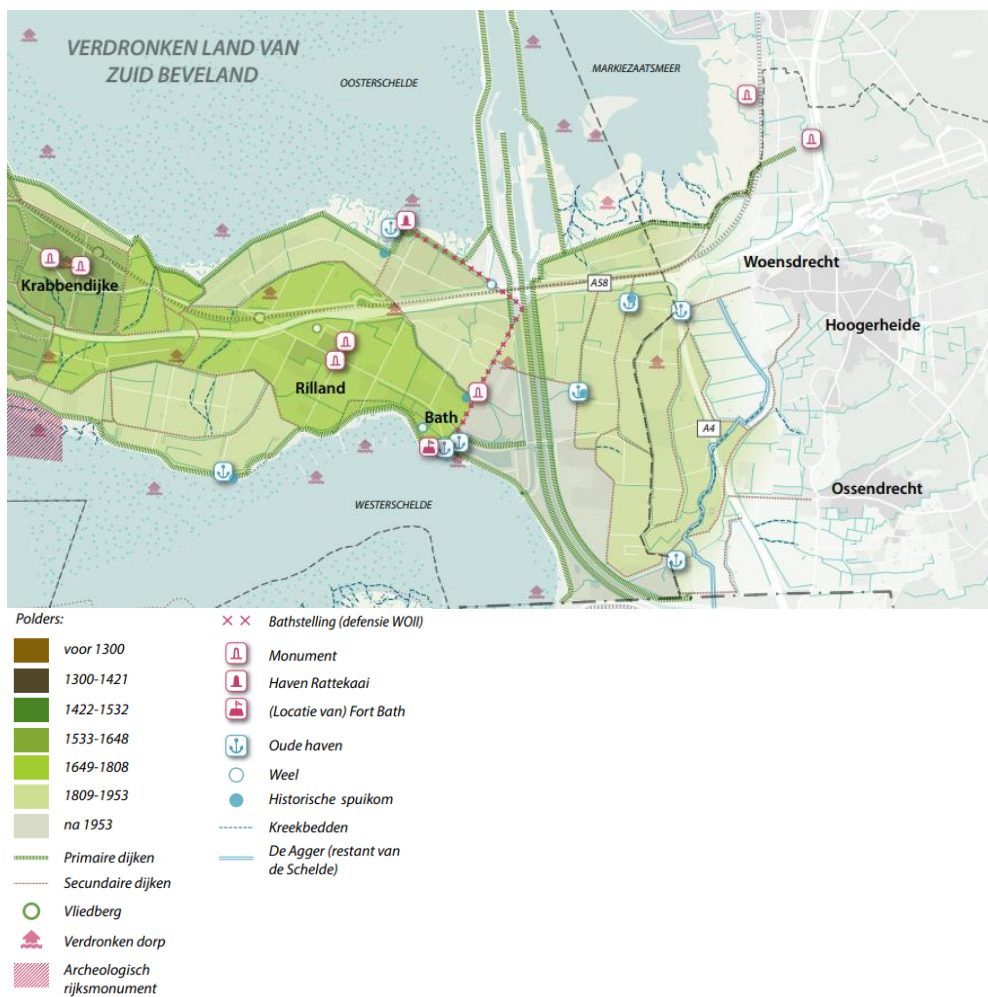 VERDRONKEN LAND VAN
ZUID BEVELAND
OOSTERSCHELDE
MARKIEZAATSMEER
Krabbendijke
Woensdrecht
A58
Hoogerheide
Rilland
Bath
A4
Ossendrecht
WESTERSCHELDE
Polders:
voor 1300
1300-1421
1422-1532
1533-1648
1649-1808
1809-1953
na 1953
Primaire dijken
Secundaire dijken
Vliedberg
Verdronken dorp
Archeologisch
rijksmonument
Bathstelling (defensie WOII)
Monument
Haven Rattekaai
(Locatie van) Fort Bath
Oude haven
Weel
Historische spuikom
Kreekbedden
De Agger (restant van
de Schelde)